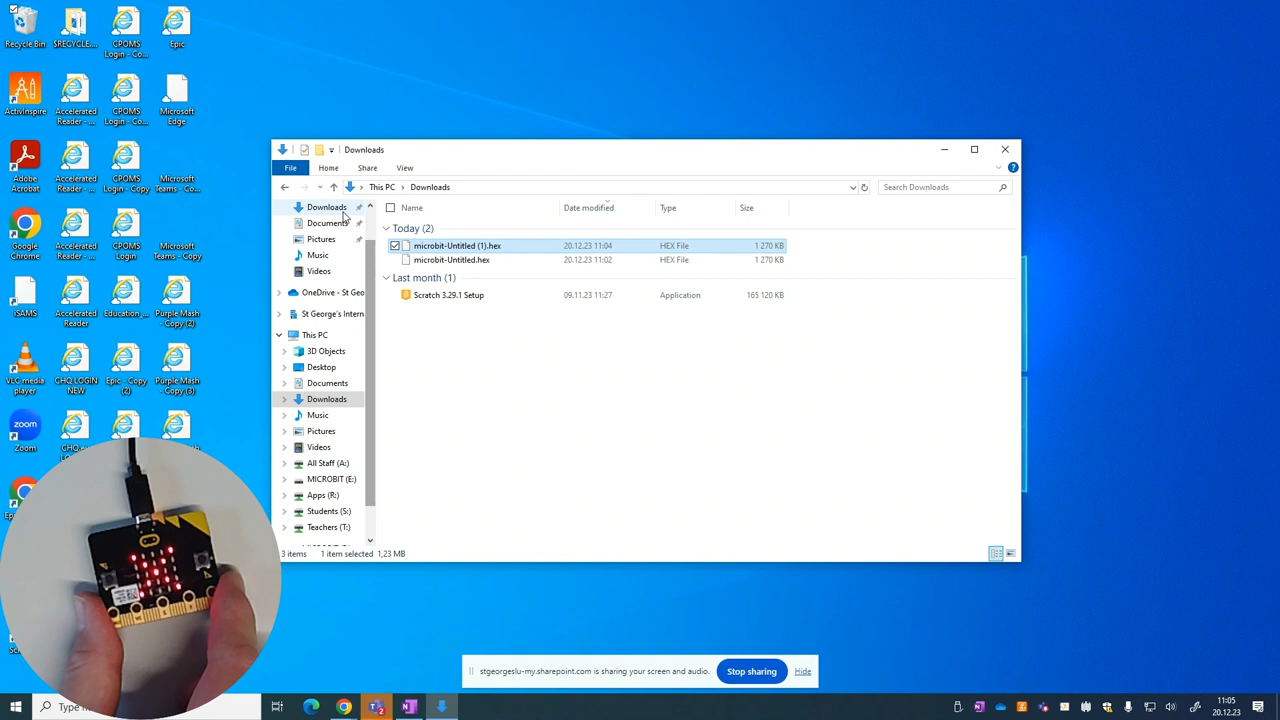 Recycle Bin
$RECYCLE....
CPOMS Login - Co...
Epic
ActivInspire
Accelerated Reader - ...
CPOMS Login - Co...
Microsoft Edge
Adobe Acrobat
Accelerated Reader - ...
CPOMS Login - Copy
Microsoft Teams - Co...
Google Chrome
Accelerated Reader - ...
CPOMS Login
Microsoft Teams - Copy
iSAMS
Accelerated Reader
Education_...
Purple Mash - Copy (2)
VLC media player
CHQ LOGIN NEW
Epic - Copy (2)
Purple Mash - Copy (3)
zoom
Zoom
Downloads
File
Home
Share
View
This PC
Downloads
Search Downloads
Downloads
Documents
Pictures
Music
Videos
OneDrive - St Geo
St George's Intern
This PC
3D Objects
Desktop
Documents
Downloads
Music
Pictures
Videos
All Staff (A:)
MICROBIT (E:)
Apps (R:)
Students (S:)
Teachers (T:)
Name Date modified Type Size
Today (2)
microbit-Untitled (1).hex 20.12.23 11:04 HEX File 1 270 KB
microbit-Untitled.hex 20.12.23 11:02 HEX File 1 270 KB
Last month (1)
Scratch 3.29.1 Setup 09.11.23 11:27 Application 165 120 KB
3 items 1 item selected 1,23 MB
stgeorgeslu-my.sharepoint.com is sharing your screen and audio.
Stop sharing
Hide
Type
11:05
20.12.23